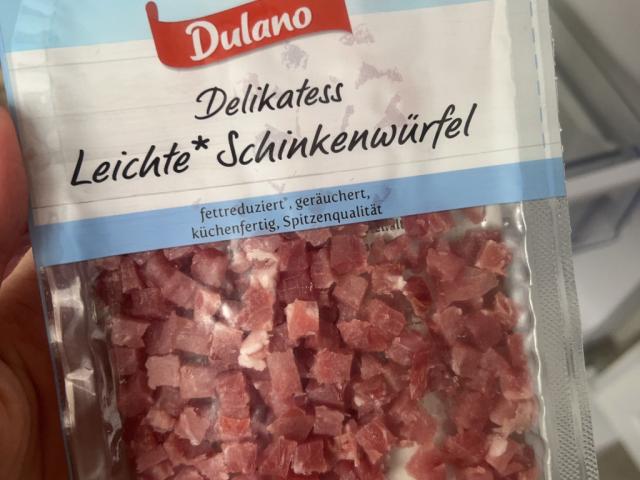 Dulano
Delikatess
Leichte* Schinkenwürfel
fettreduziert*, geräuchert,
küchenfertig, Spitzenqualität